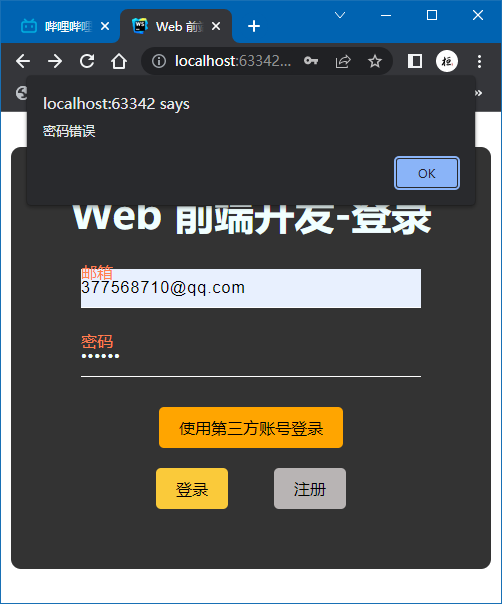 哔哩哔哩
Web 前端
localhost:63342...
localhost:63342 says
密码错误
OK
Web 前端开发-登录
邮箱
377568710@qq.com
密码
••••••
使用第三方账号登录
登录
注册